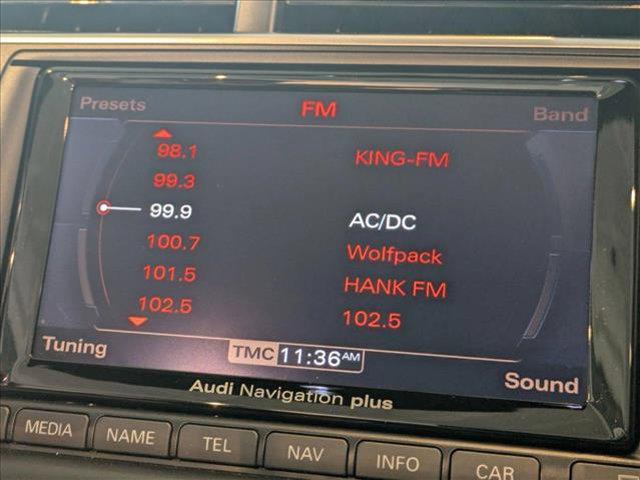 Presets FM Band
98.1 KING-FM
99.3
99.9 AC/DC
100.7 Wolfpack
101.5 HANK FM
102.5 102.5
Tuning TMC 11:36AM Sound
Audi Navigation plus
MEDIA NAME TEL NAV INFO CAR